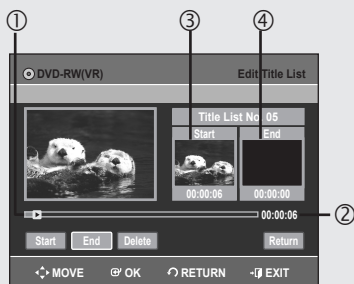 ① ③ ④
DVD-RW(VR) Edit Title List
Title List No. 05
Start End
00:00:06 00:00:00
00:00:06 ②
Start End Delete Return
MOVE OK RETURN EXIT